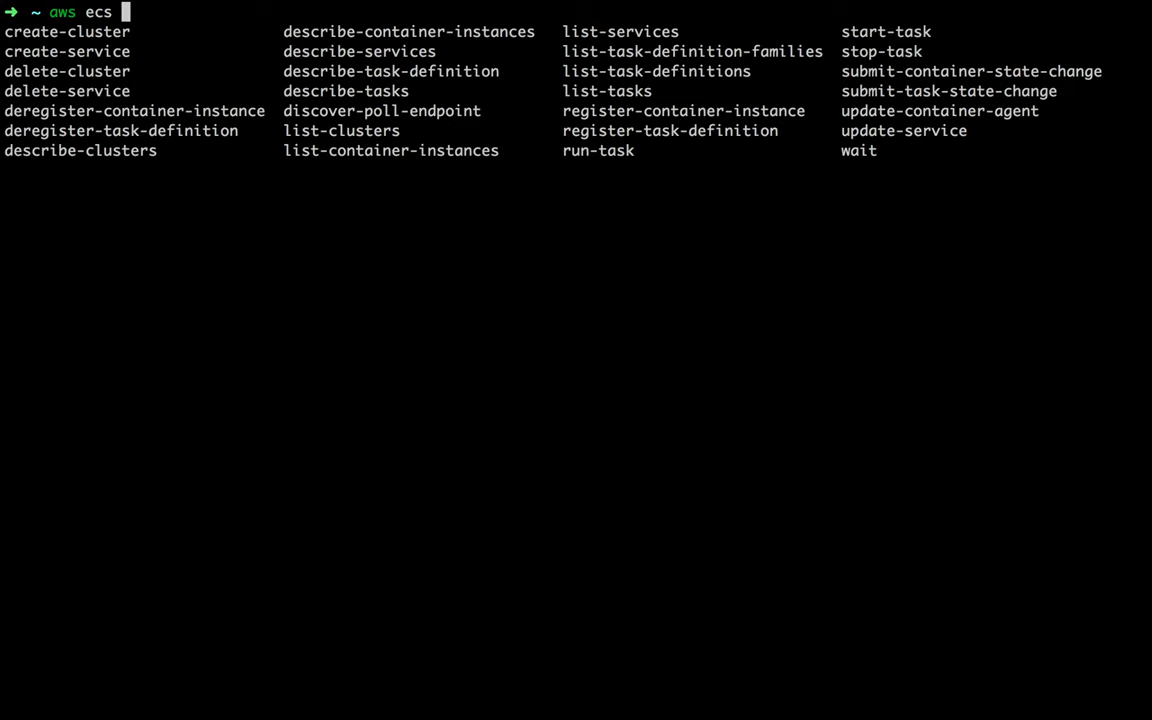 ➜ ~ aws ecs
create-cluster describe-container-instances list-services start-task
create-service describe-services list-task-definition-families stop-task
delete-cluster describe-task-definition list-task-definitions submit-container-state-change
delete-service describe-tasks list-tasks submit-task-state-change
deregister-container-instance discover-poll-endpoint register-container-instance update-container-agent
deregister-task-definition list-clusters register-task-definition update-service
describe-clusters list-container-instances run-task wait